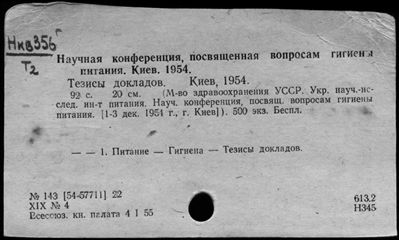 Нкв356г
Т2
Научная конференция, посвященная вопросам гигиены
питания. Киев. 1954.
Тезисы докладов. Киев, 1954.
92 с. 20 см. (М-во здравоохранения УССР. Укр. науч.-ис-
след. ин-т питания. Науч. конференция, посвящ. вопросам гигиены
питания. [1-3 дек. 1954 г., г. Киев]). 500 экз. Беспл.
— — 1. Питание — Гигиена — Тезисы докладов.
№ 143 [54-57711] 22
XIX № 4
Всесоюз. кн. палата 4 I 55
613.2
Н345